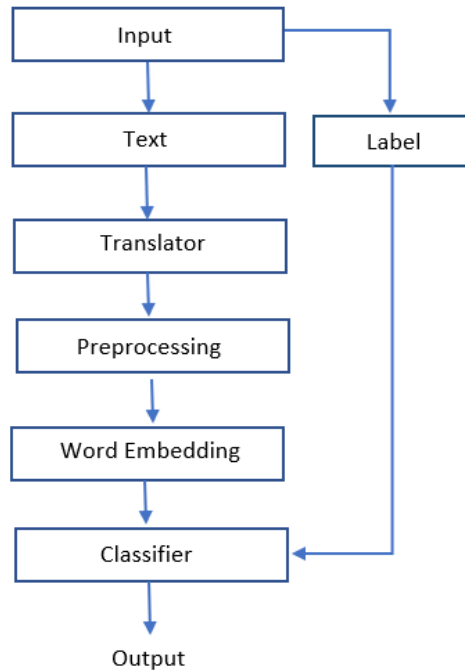 Input
Text
Label
Translator
Preprocessing
Word Embedding
Classifier
Output